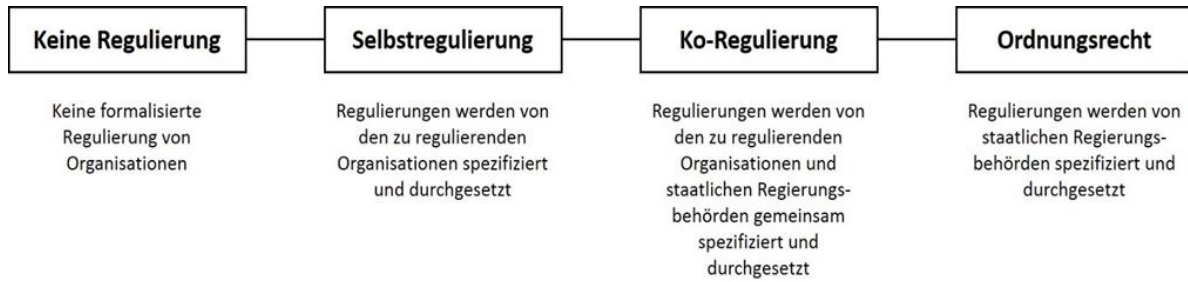 Keine Regulierung
Selbstregulierung
Ko-Regulierung
Ordnungsrecht
Keine formalisierte
Regulierung von
Organisationen
Regulierungen werden von
den zu regulierenden
Organisationen spezifiziert
und durchgesetzt
Regulierungen werden von
den zu regulierenden
Organisationen und
staatlichen Regierungs-
behörden gemeinsam
spezifiziert und
durchgesetzt
Regulierungen werden von
staatlichen Regierungs-
behörden spezifiziert und
durchgesetzt